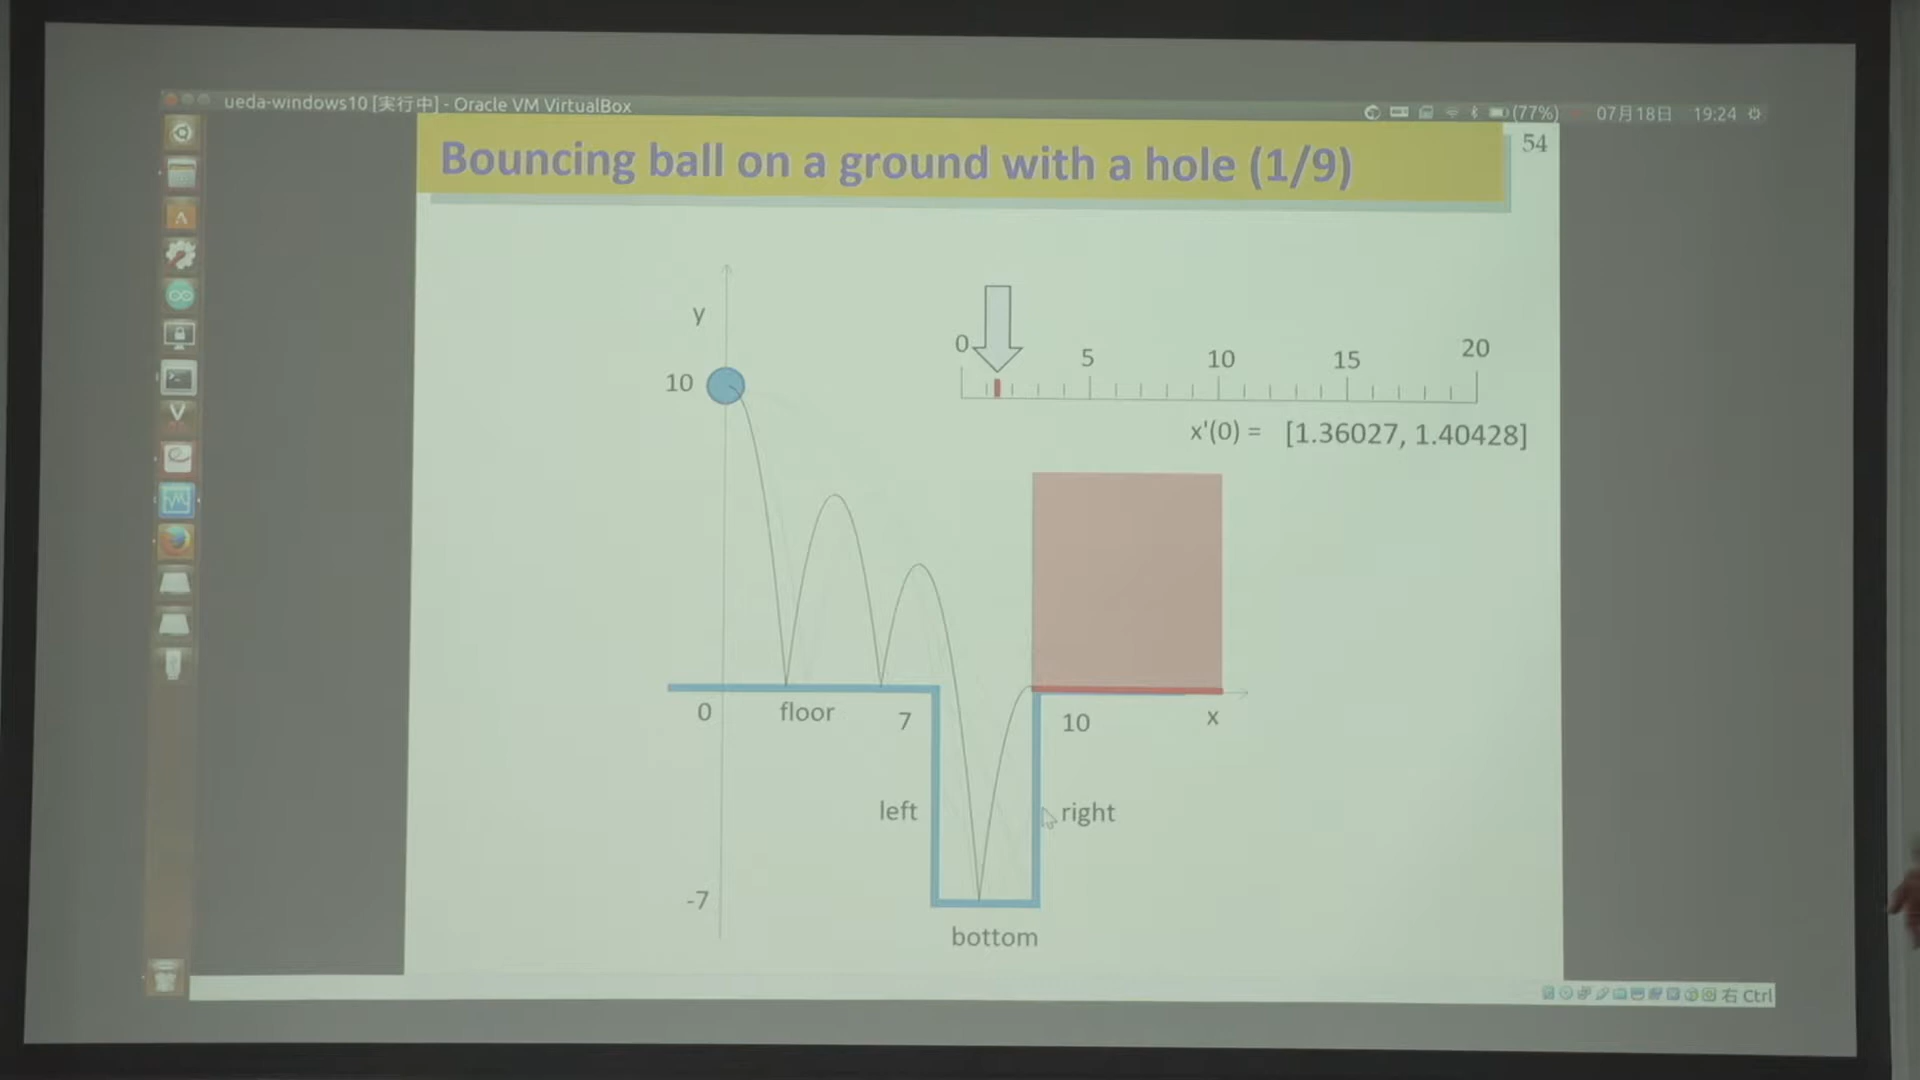 ueda-windows10 [実行中] - Oracle VM VirtualBox
(77%) 07月18日 19:24
Bouncing ball on a ground with a hole (1/9)
54
y
10
0 5 10 15 20
x'(0) = [1.36027, 1.40428]
0 floor 7 10 x
left right
-7
bottom
右 Ctrl